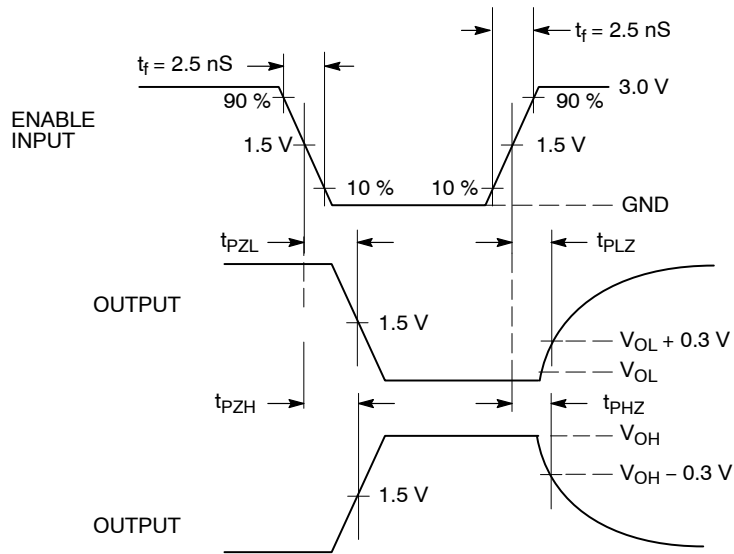 t_f = 2.5 nS
t_f = 2.5 nS
90 %
90 %
3.0 V
ENABLE
INPUT
1.5 V
1.5 V
10 %
10 %
GND
t_PZL
t_PLZ
OUTPUT
1.5 V
V_OL + 0.3 V
V_OL
t_PZH
t_PHZ
V_OH
V_OH – 0.3 V
1.5 V
OUTPUT